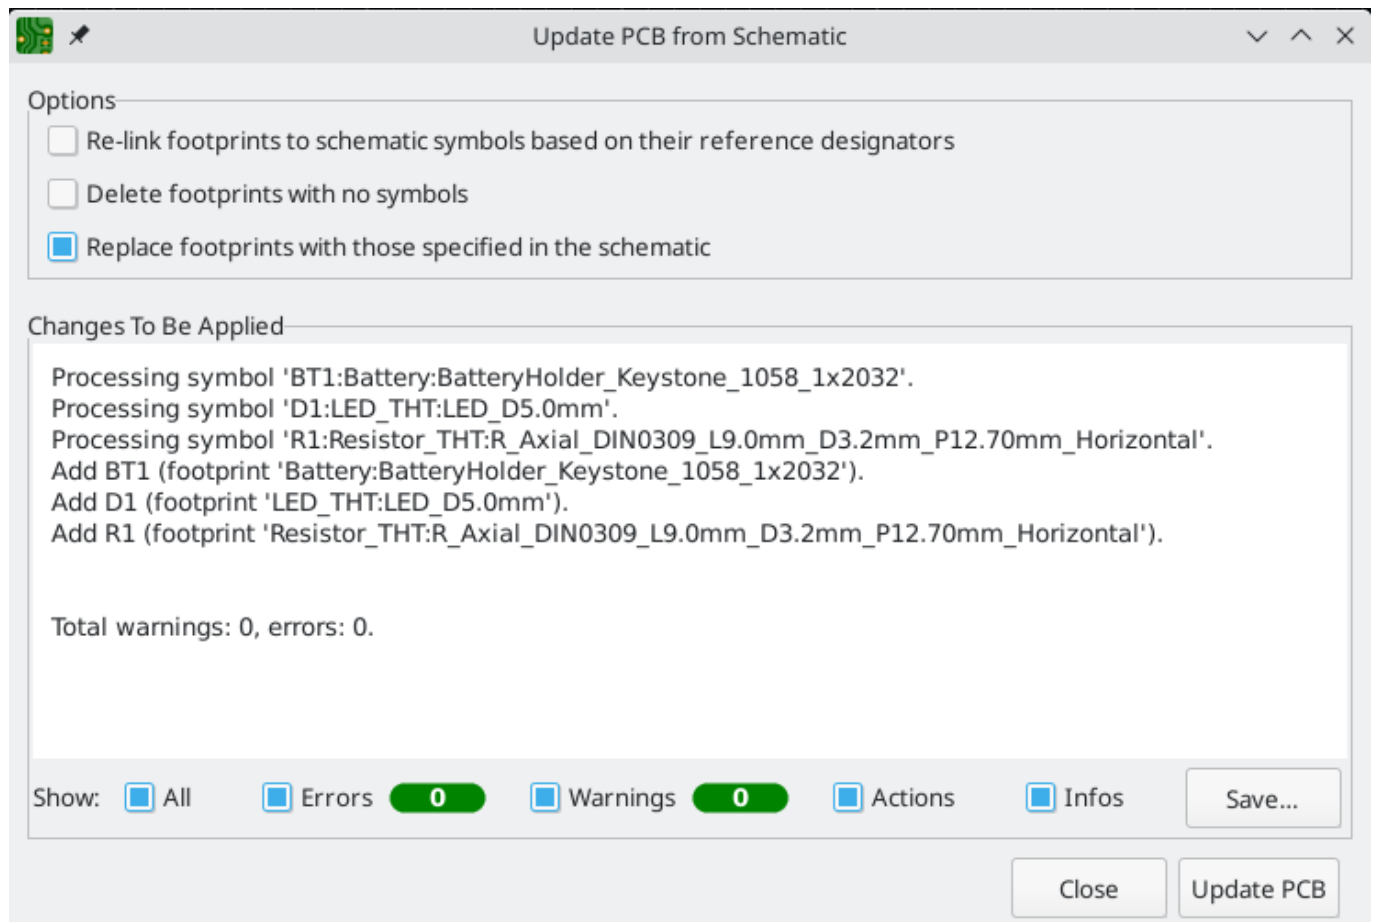 Update PCB from Schematic
Options
Re-link footprints to schematic symbols based on their reference designators
Delete footprints with no symbols
Replace footprints with those specified in the schematic
Changes To Be Applied
Processing symbol 'BT1:Battery:BatteryHolder_Keystone_1058_1x2032'.
Processing symbol 'D1:LED_THT:LED_D5.0mm'.
Processing symbol 'R1:Resistor_THT:R_Axial_DIN0309_L9.0mm_D3.2mm_P12.70mm_Horizontal'.
Add BT1 (footprint 'Battery:BatteryHolder_Keystone_1058_1x2032').
Add D1 (footprint 'LED_THT:LED_D5.0mm').
Add R1 (footprint 'Resistor_THT:R_Axial_DIN0309_L9.0mm_D3.2mm_P12.70mm_Horizontal').
Total warnings: 0, errors: 0.
Show: All Errors 0 Warnings 0 Actions Infos Save...
Close Update PCB